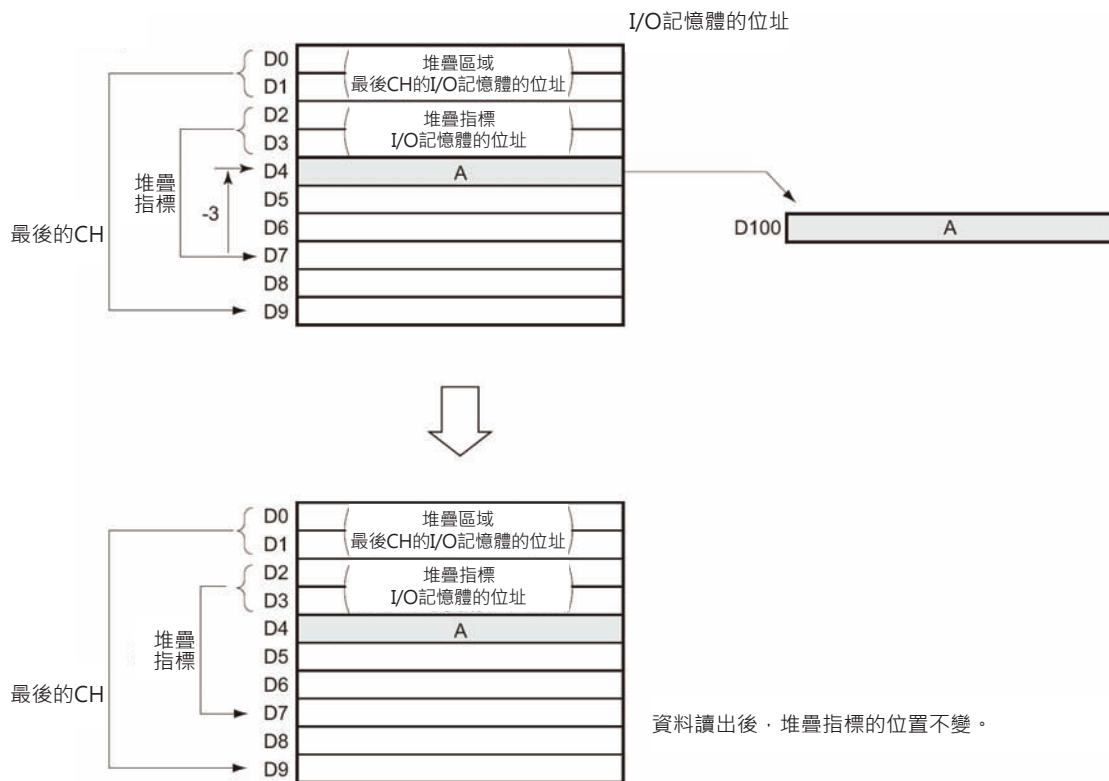 I/O記憶體的位址
D0
堆疊區域
最後CH的I/O記憶體的位址
D1
D2
堆疊指標
I/O記憶體的位址
D3
D4
A
堆疊
指標
-3
D5
D6
最後的CH
D7
D8
D9
D100
A
D0
堆疊區域
最後CH的I/O記憶體的位址
D1
D2
堆疊指標
I/O記憶體的位址
D3
D4
A
堆疊
指標
D5
D6
最後的CH
D7
D8
D9
資料讀出後，堆疊指標的位置不變。